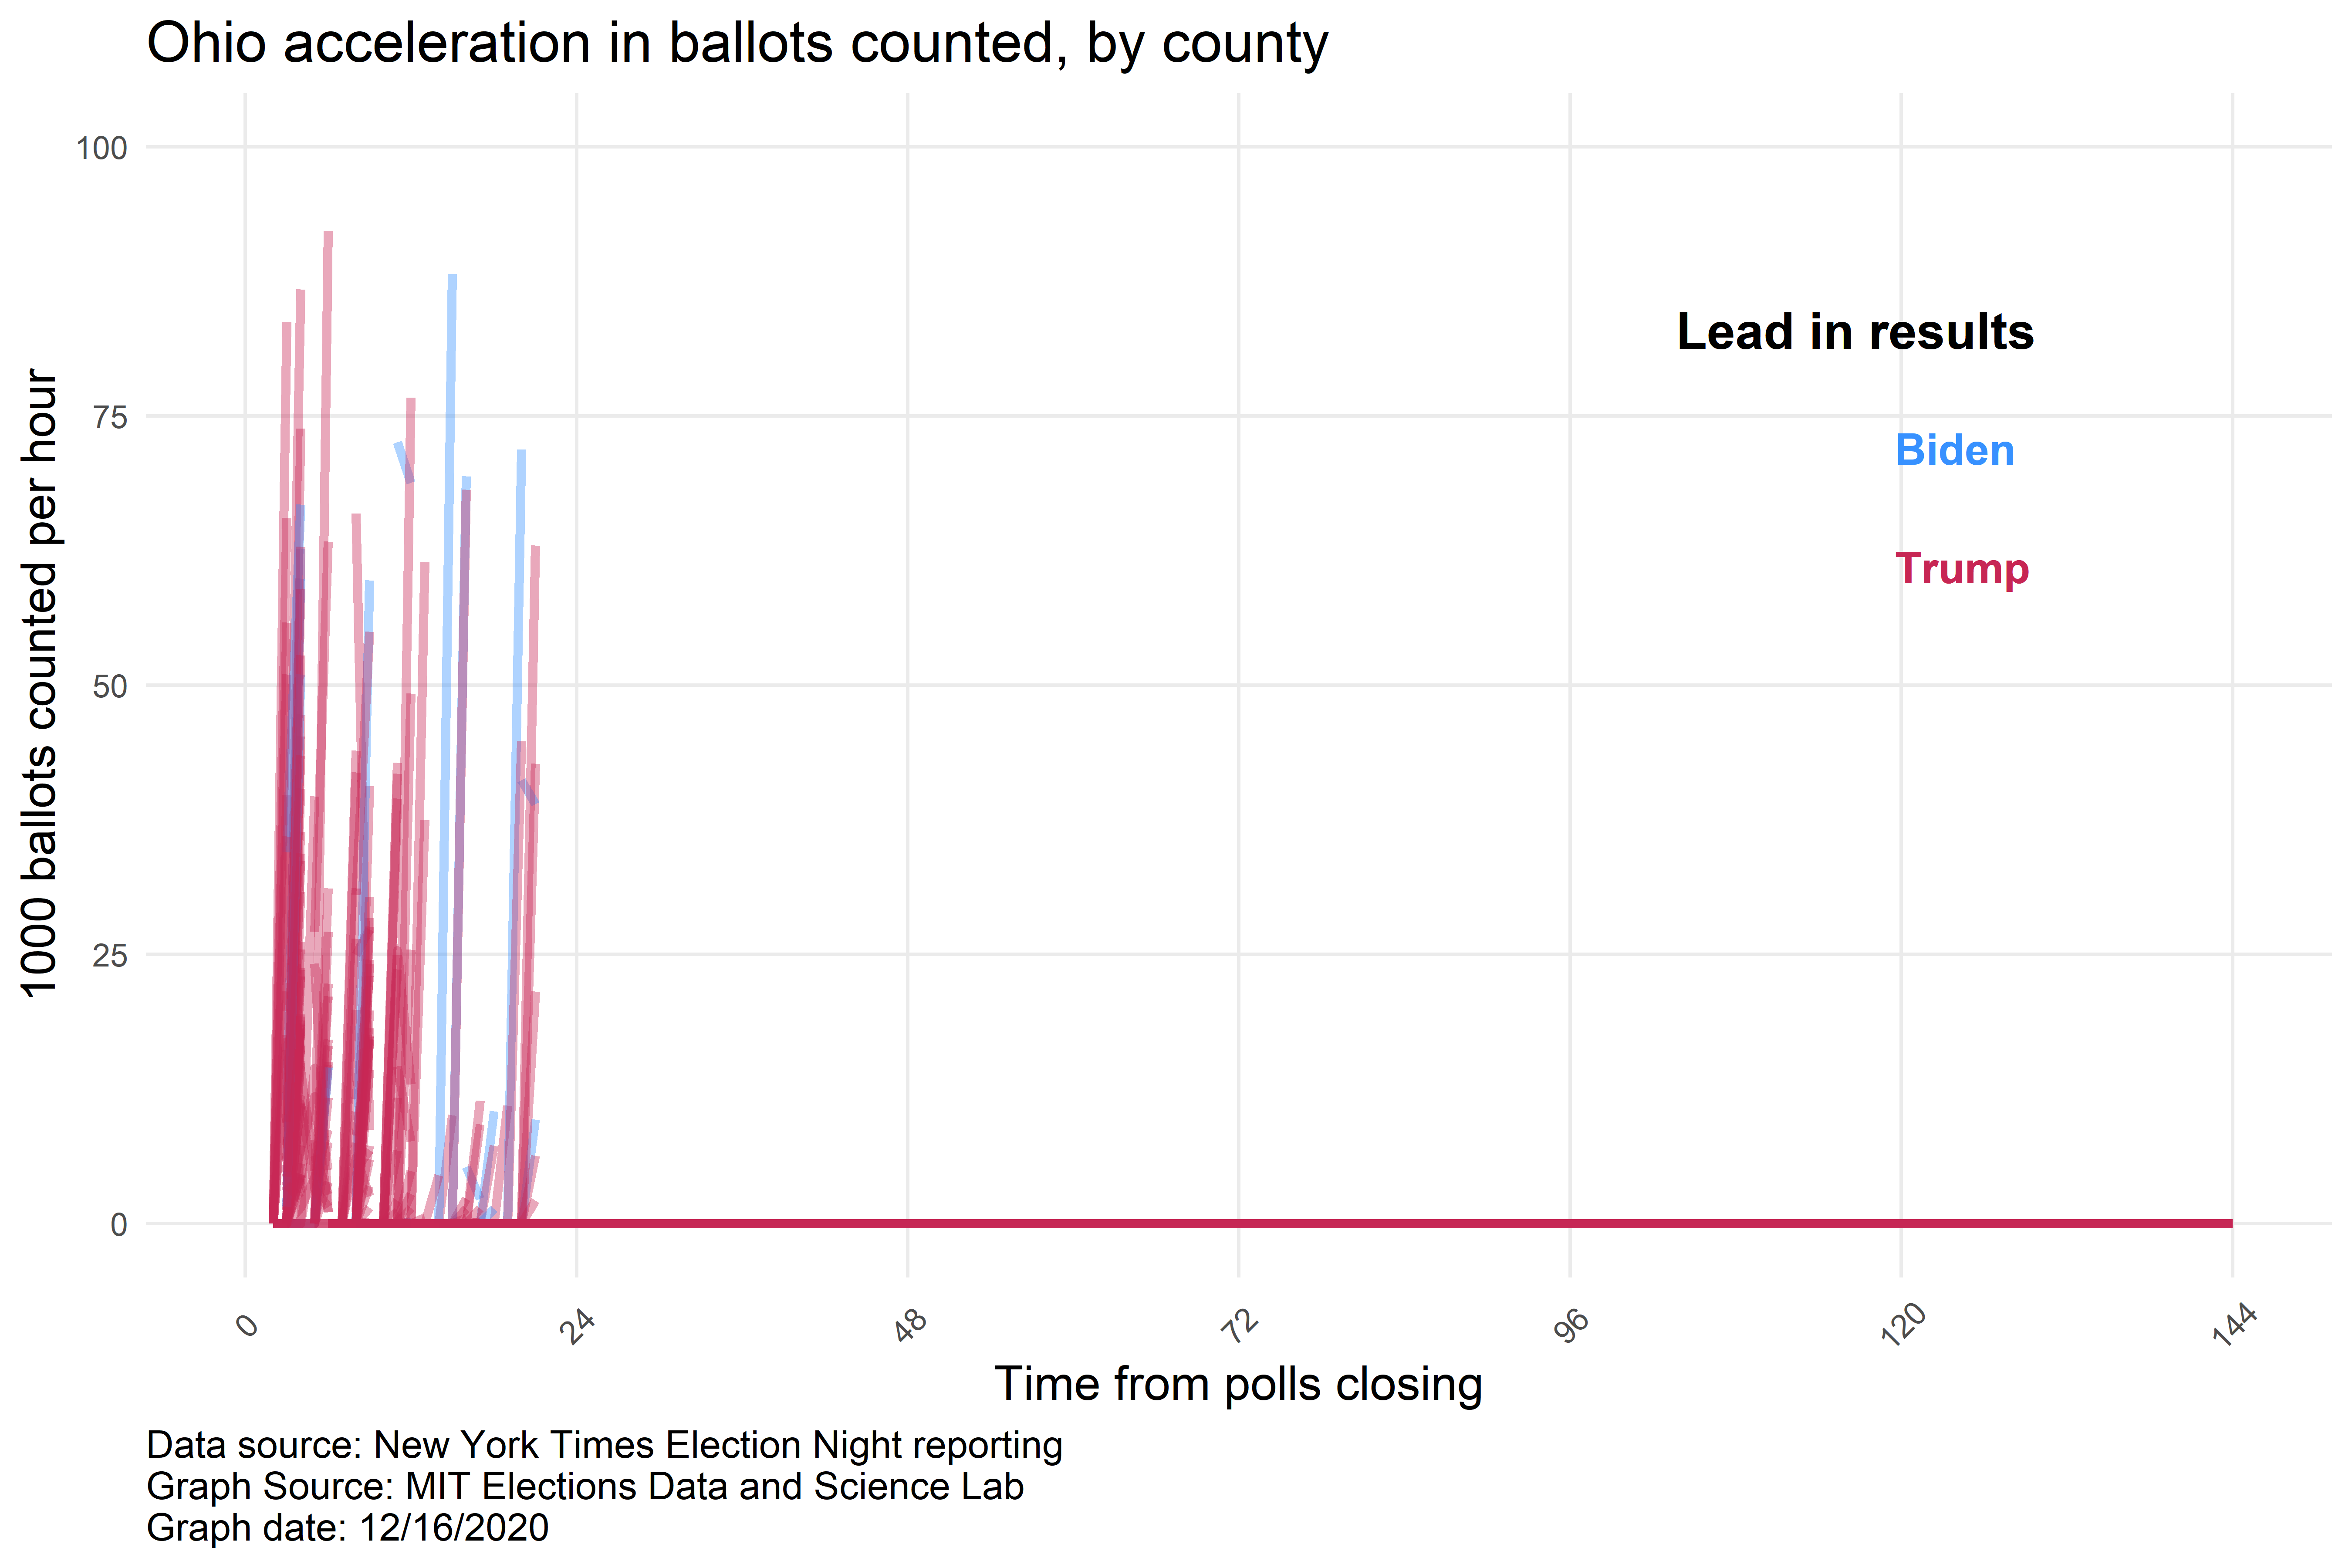 Ohio acceleration in ballots counted, by county
1000 ballots counted per hour
100
75
50
25
0
Lead in results
Biden
Trump
0 24 48 72 96 120 144
Time from polls closing
Data source: New York Times Election Night reporting
Graph Source: MIT Elections Data and Science Lab
Graph date: 12/16/2020